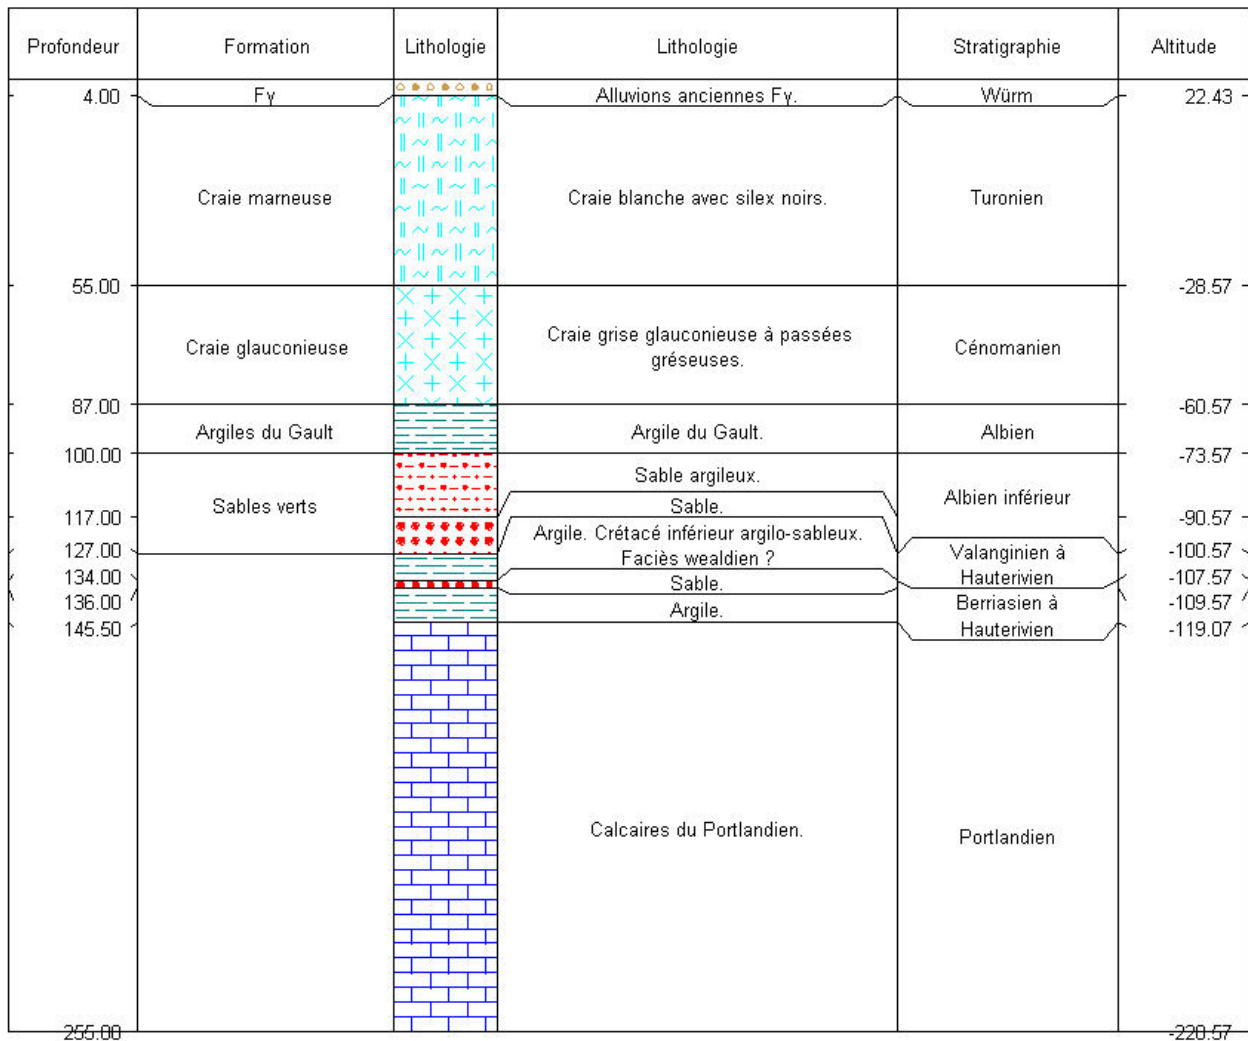 Profondeur Formation Lithologie Lithologie Stratigraphie Altitude
4.00 Fy Alluvions anciennes Fy. Würm 22.43
Craie marneuse Craie blanche avec silex noirs. Turonien
55.00 -28.57
Craie glauconieuse Craie grise glauconieuse à passées Cénomanien
gréseuses.
87.00 -60.57
Argiles du Gault Argile du Gault. Albien
100.00 -73.57
Sable argileux.
Sables verts Sable. Albien inférieur
117.00 -90.57
Argile. Crétacé inférieur argilo-sableux.
127.00 Faciès wealdien ? Valanginien à -100.57
134.00 Sable. Hauterivien -107.57
136.00 Argile. Berriasien à -109.57
145.50 Hauterivien -119.07
Calcaires du Portlandien. Portlandien
255.00 -220.57